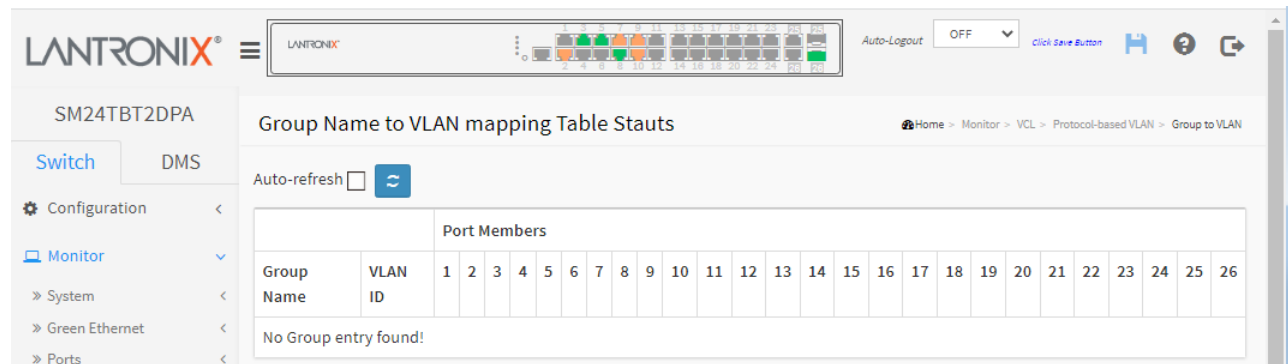 LANTRONIX®
LANTRONIX
1 3 5 7 9 11 13 15 17 19 21 23
2 4 6 8 10 12 14 16 18 20 22 24
Auto-Logout OFF Click Save Button
SM24TBT2DPA
Switch DMS
Configuration
Monitor
» System
» Green Ethernet
» Ports
Group Name to VLAN mapping Table Stauts
Home > Monitor > VCL > Protocol-based VLAN > Group to VLAN
Auto-refresh
Port Members
Group Name VLAN ID 1 2 3 4 5 6 7 8 9 10 11 12 13 14 15 16 17 18 19 20 21 22 23 24 25 26
No Group entry found!